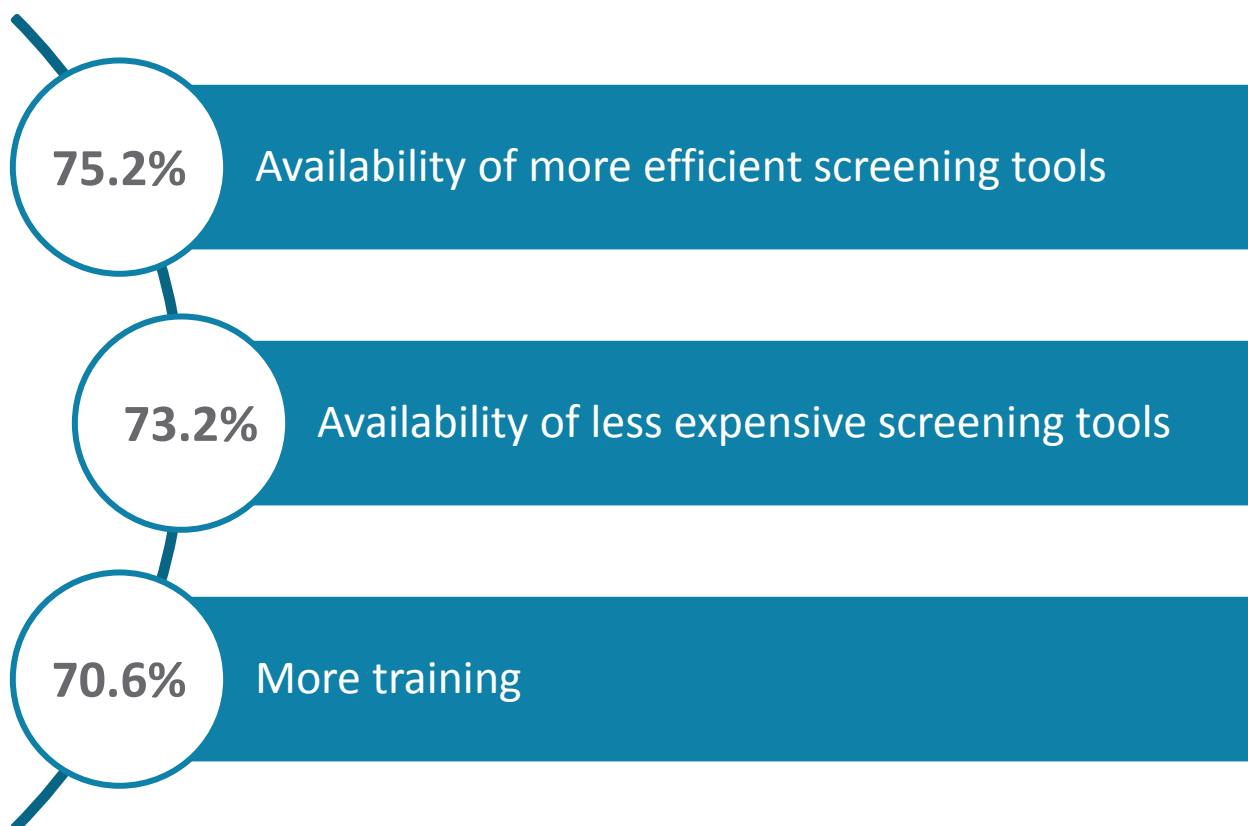 75.2% Availability of more efficient screening tools
73.2% Availability of less expensive screening tools
70.6% More training